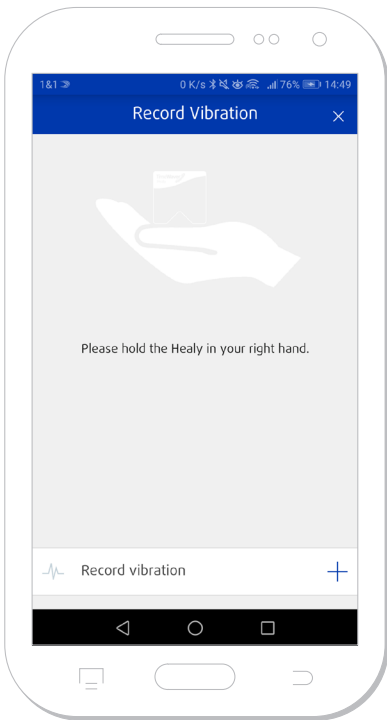 1&1
0 K/s 76% 14:49
Record Vibration
Please hold the Healy in your right hand.
Record vibration